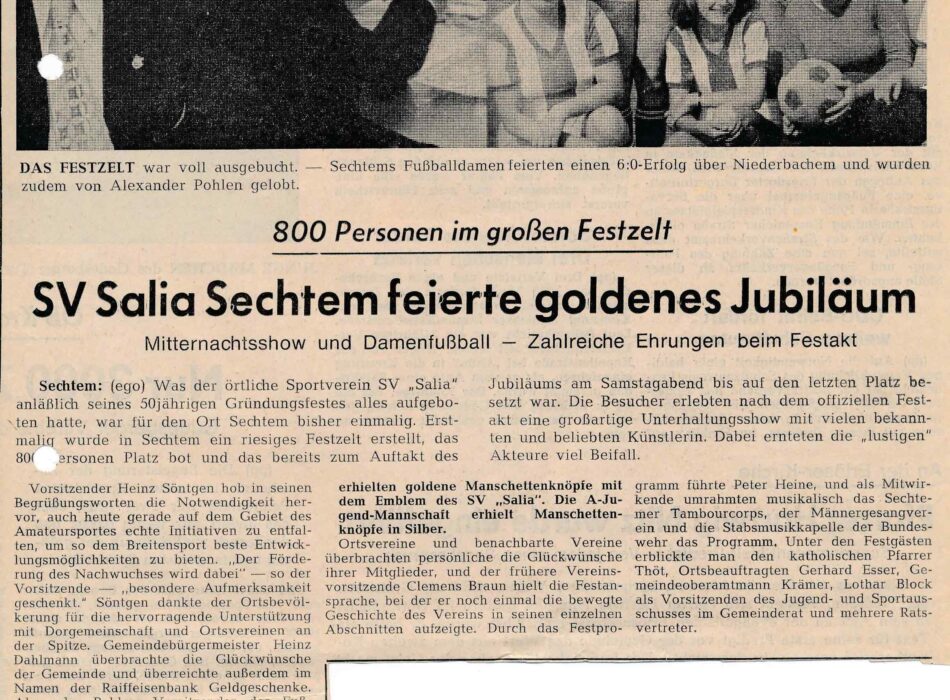 DAS FESTZELT war voll ausgebucht. — Sechtems Fußballdamen feierten einen 6:0-Erfolg über Niederbachem und wurden
zudem von Alexander Pohlen gelobt.
800 Personen im großen Festzelt
SV Salia Sechtem feierte goldenes Jubiläum
Mitternachtsshow und Damenfußball – Zahlreiche Ehrungen beim Festakt
Sechtem: (ego) Was der örtliche Sportverein SV „Salia"
anläßlich seines 50jährigen Gründungsfestes alles aufgebo-
ten hatte, war für den Ort Sechtem bisher einmalig. Erst-
malig wurde in Sechtem ein riesiges Festzelt erstellt, das
800 Personen Platz bot und das bereits zum Auftakt des
Jubiläums am Samstagabend bis auf den letzten Platz be-
setzt war. Die Besucher erlebten nach dem offiziellen Fest-
akt eine großartige Unterhaltungsshow mit vielen bekann-
ten und beliebten Künstlerin. Dabei ernteten die „lustigen"
Akteure viel Beifall.
Vorsitzender Heinz Söntgen hob in seinen
Begrüßungsworten die Notwendigkeit her-
vor, auch heute gerade auf dem Gebiet des
Amateursportes echte Initiativen zu entfal-
ten, um so dem Breitensport beste Entwick-
lungsmöglichkeiten zu bieten. „Der Förde-
rung des Nachwuchses wird dabei" — so der
Vorsitzende — „besondere Aufmerksamkeit
geschenkt." Söntgen dankte der Ortsbevöl-
kerung für die hervorragende Unterstützung
mit Dorgemeinschaft und Ortsvereinen an
der Spitze. Gemeindebürgermeister Heinz
Dahlmann überbrachte die Glückwünsche
der Gemeinde und überreichte außerdem im
Namen der Raiffeisenbank Geldgeschenke.
erhielten goldene Manschettenknöpfe mit
dem Emblem des SV „Salia". Die A-Ju-
gend-Mannschaft erhielt Manschetten-
knöpfe in Silber.
Ortsvereine und benachbarte Vereine
überbrachten persönliche die Glückwünsche
ihrer Mitglieder, und der frühere Vereins-
vorsitzende Clemens Braun hielt die Festan-
sprache, bei der er noch einmal die bewegte
Geschichte des Vereins in seinen einzelnen
Abschnitten aufzeigte. Durch das Festpro-
gramm führte Peter Heine, und als Mitwir-
kende umrahmten musikalisch das Sechte-
mer Tambourcorps, der Männergesangver-
ein und die Stabsmusikkapelle der Bundes-
wehr das Programm. Unter den Festgästen
erblickte man den katholischen Pfarrer
Thöt, Ortsbeauftragten Gerhard Esser, Ge-
meindeoberamtmann Krämer, Lothar Block
als Vorsitzenden des Jugend- und Sportaus-
schusses im Gemeinderat und mehrere Rats-
vertreter.